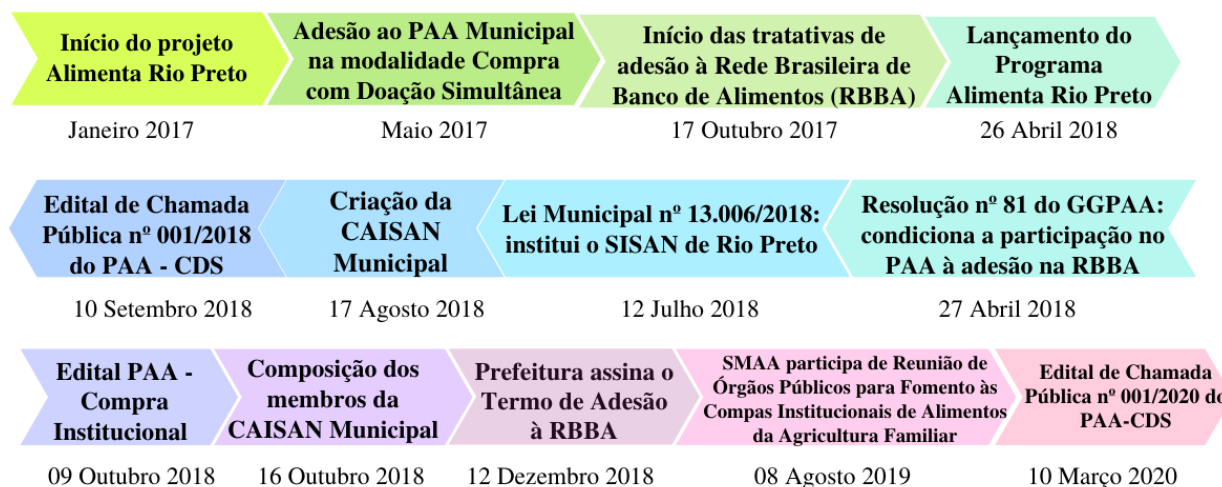 Início do projeto
Alimenta Rio Preto
Janeiro 2017
Adesão ao PAA Municipal
na modalidade Compra
com Doação Simultânea
Maio 2017
Início das tratativas de
adesão à Rede Brasileira de
Banco de Alimentos (RBBA)
17 Outubro 2017
Lançamento do
Programa
Alimenta Rio Preto
26 Abril 2018
Resolução nº 81 do GGPAA:
condiciona a participação no
PAA à adesão na RBBA
27 Abril 2018
Lei Municipal nº 13.006/2018:
institui o SISAN de Rio Preto
12 Julho 2018
Criação da
CAISAN
Municipal
17 Agosto 2018
Edital de Chamada
Pública nº 001/2018
do PAA - CDS
10 Setembro 2018
Edital PAA -
Compra
Institucional
09 Outubro 2018
Composição dos
membros da
CAISAN Municipal
16 Outubro 2018
Prefeitura assina o
Termo de Adesão
à RBBA
12 Dezembro 2018
SMAA participa de Reunião de
Órgãos Públicos para Fomento às
Compas Institucionais de Alimentos
da Agricultura Familiar
08 Agosto 2019
Edital de Chamada
Pública nº 001/2020 do
PAA-CDS
10 Março 2020